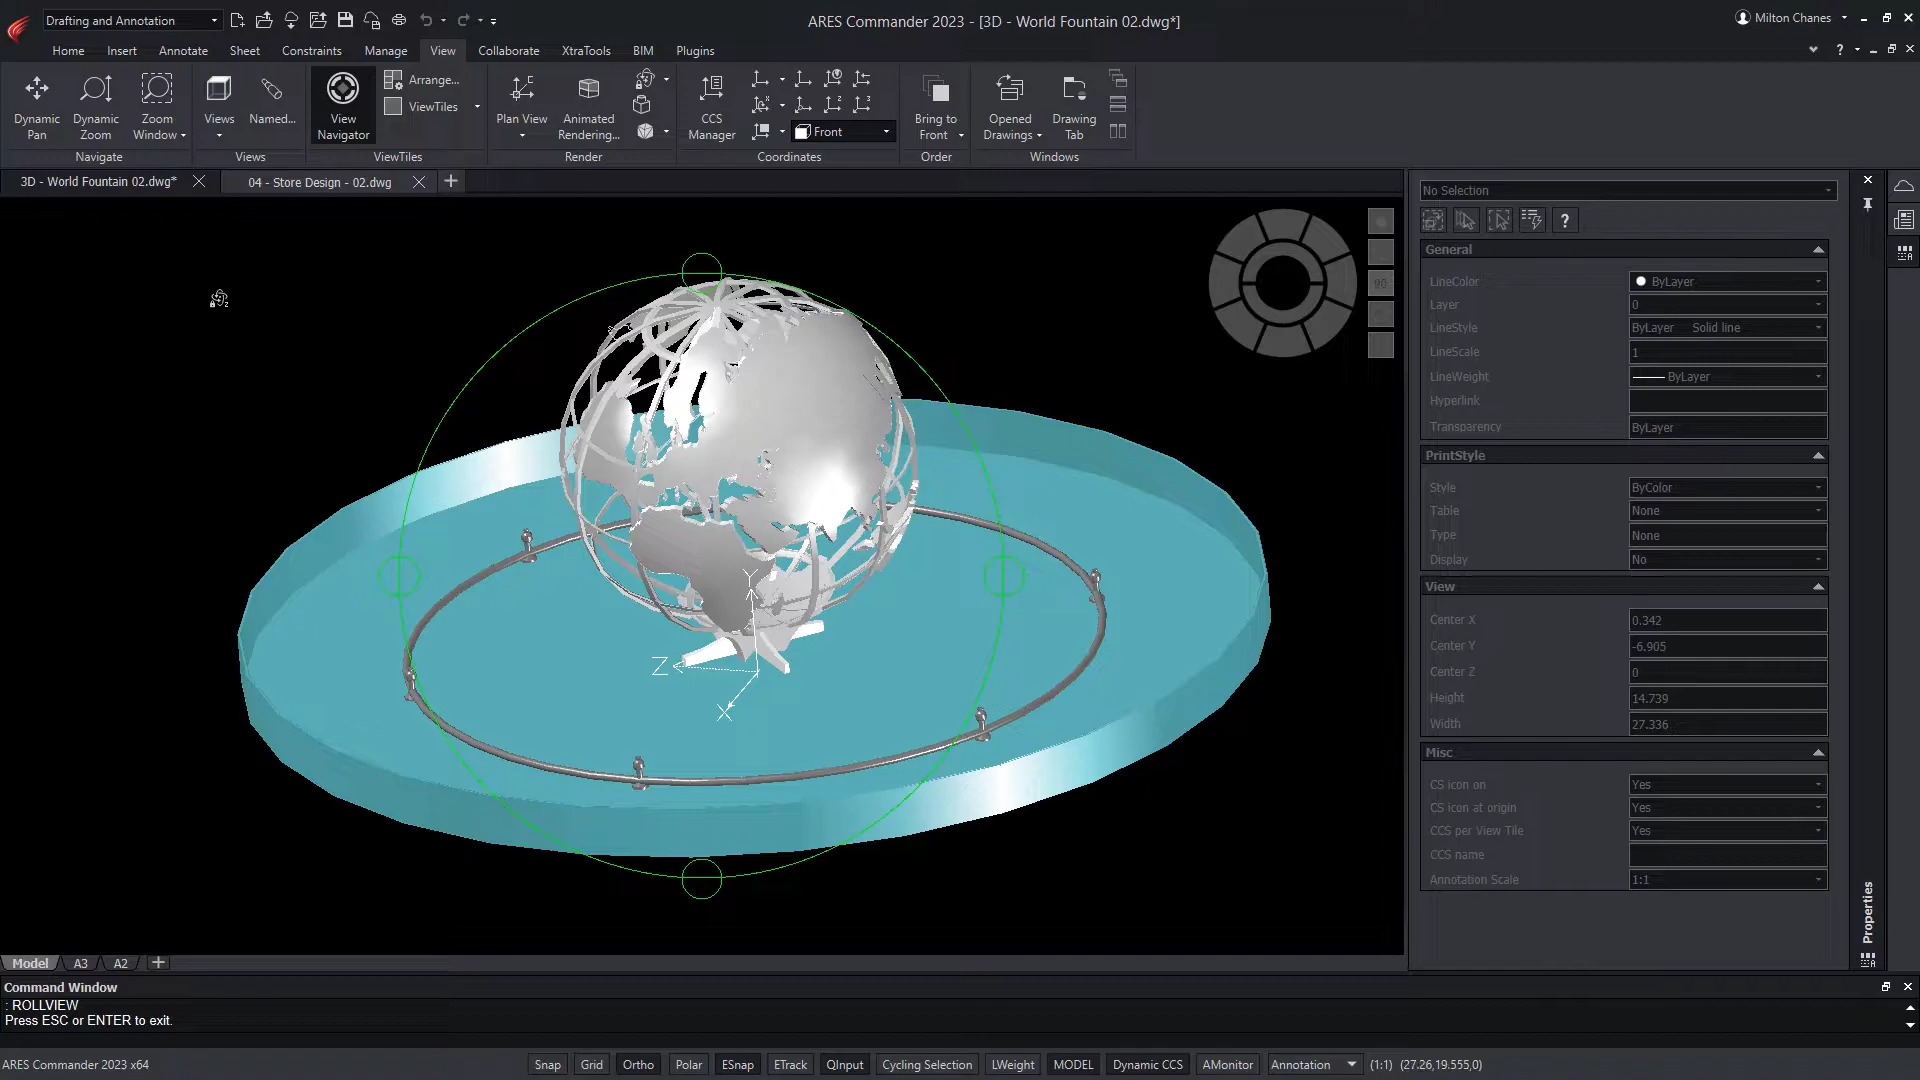 Drafting and Annotation
ARES Commander 2023 - [3D - World Fountain 02.dwg*]
Milton Chanes
Home Insert Annotate Sheet Constraints Manage View Collaborate XtraTools BIM Plugins
?
Dynamic Pan
Dynamic Zoom
Zoom Window
Navigate
Views
Named...
Views
View Navigator
Arrange...
ViewTiles
ViewTiles
Plan View
Animated Rendering...
Render
CCS Manager
Front
Coordinates
Bring to Front
Order
Opened Drawings
Drawing Tab
Windows
3D - World Fountain 02.dwg*
04 - Store Design - 02.dwg
90
Y
Z
X
No Selection
?
General
LineColor ByLayer
Layer 0
LineStyle ByLayer Solid line
LineScale 1
LineWeight ByLayer
Hyperlink
Transparency ByLayer
PrintStyle
Style ByColor
Table None
Type None
Display No
View
Center X 0.342
Center Y -6.905
Center Z 0
Height 14.739
Width 27.336
Misc
CS icon on Yes
CS icon at origin Yes
CCS per View Tile Yes
CCS name
Annotation Scale 1:1
Properties
Model A3 A2
Command Window
: ROLLVIEW
Press ESC or ENTER to exit.
ARES Commander 2023 x64
Snap Grid Ortho Polar ESnap ETrack QInput Cycling Selection LWeight MODEL Dynamic CCS AMonitor Annotation (1:1) (27.26,19.555,0)